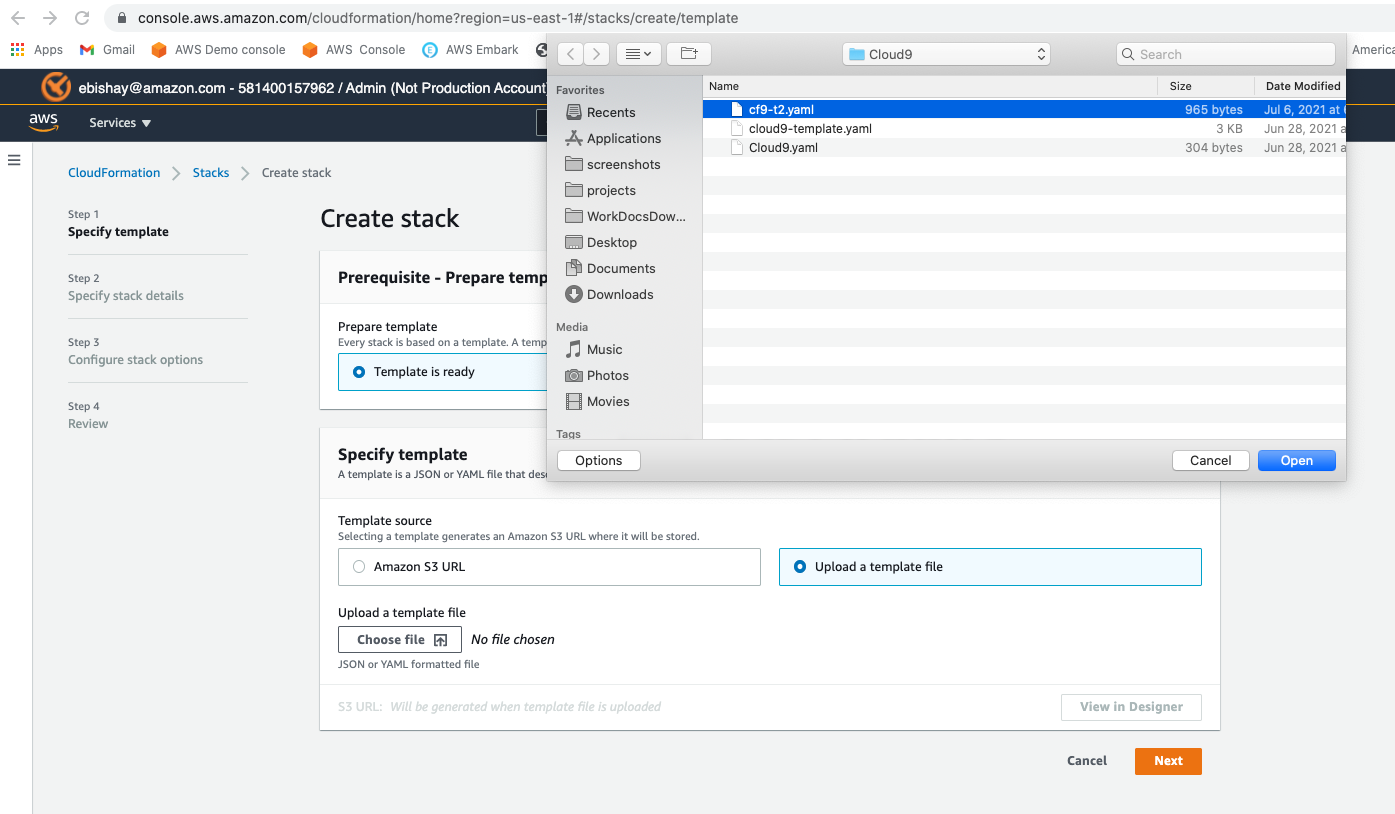 console.aws.amazon.com/cloudformation/home?region=us-east-1#/stacks/create/template
Apps
Gmail
AWS Demo console
AWS Console
AWS Embark
America
ebishay@amazon.com - 581400157962 / Admin (Not Production Account)
aws
Services
CloudFormation
Stacks
Create stack
Step 1
Specify template
Step 2
Specify stack details
Step 3
Configure stack options
Step 4
Review
Create stack
Prerequisite - Prepare temp
Prepare template
Every stack is based on a template. A temp
Template is ready
Specify template
A template is a JSON or YAML file that desc
Template source
Selecting a template generates an Amazon S3 URL where it will be stored.
Amazon S3 URL
Upload a template file
Upload a template file
Choose file
No file chosen
JSON or YAML formatted file
S3 URL: Will be generated when template file is uploaded
View in Designer
Cancel
Next
Cloud9
Search
Favorites
Recents
Applications
screenshots
projects
WorkDocsDow...
Desktop
Documents
Downloads
Media
Music
Photos
Movies
Tags
Name
Size
Date Modified
cf9-t2.yaml
965 bytes
Jul 6, 2021 at 6
cloud9-template.yaml
3 KB
Jun 28, 2021 a
Cloud9.yaml
304 bytes
Jun 28, 2021 a
Options
Cancel
Open